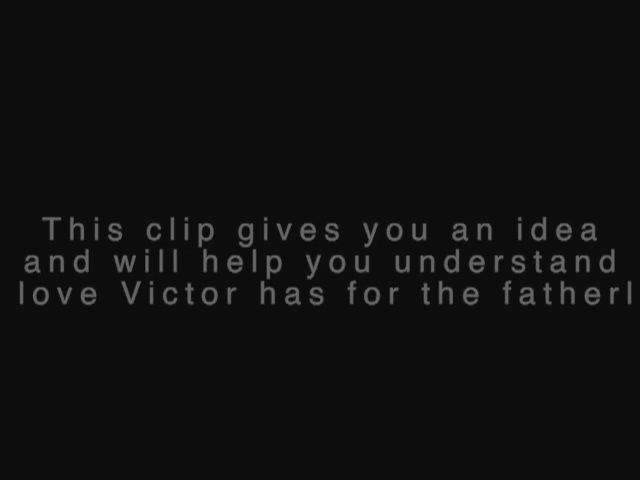 This clip gives you an idea
and will help you understand
love Victor has for the fatherl